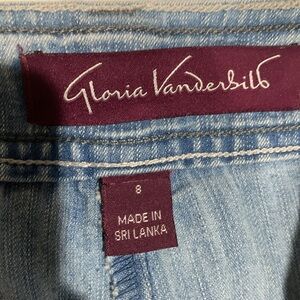 Gloria Vanderbilt
8
MADE IN
SRI LANKA